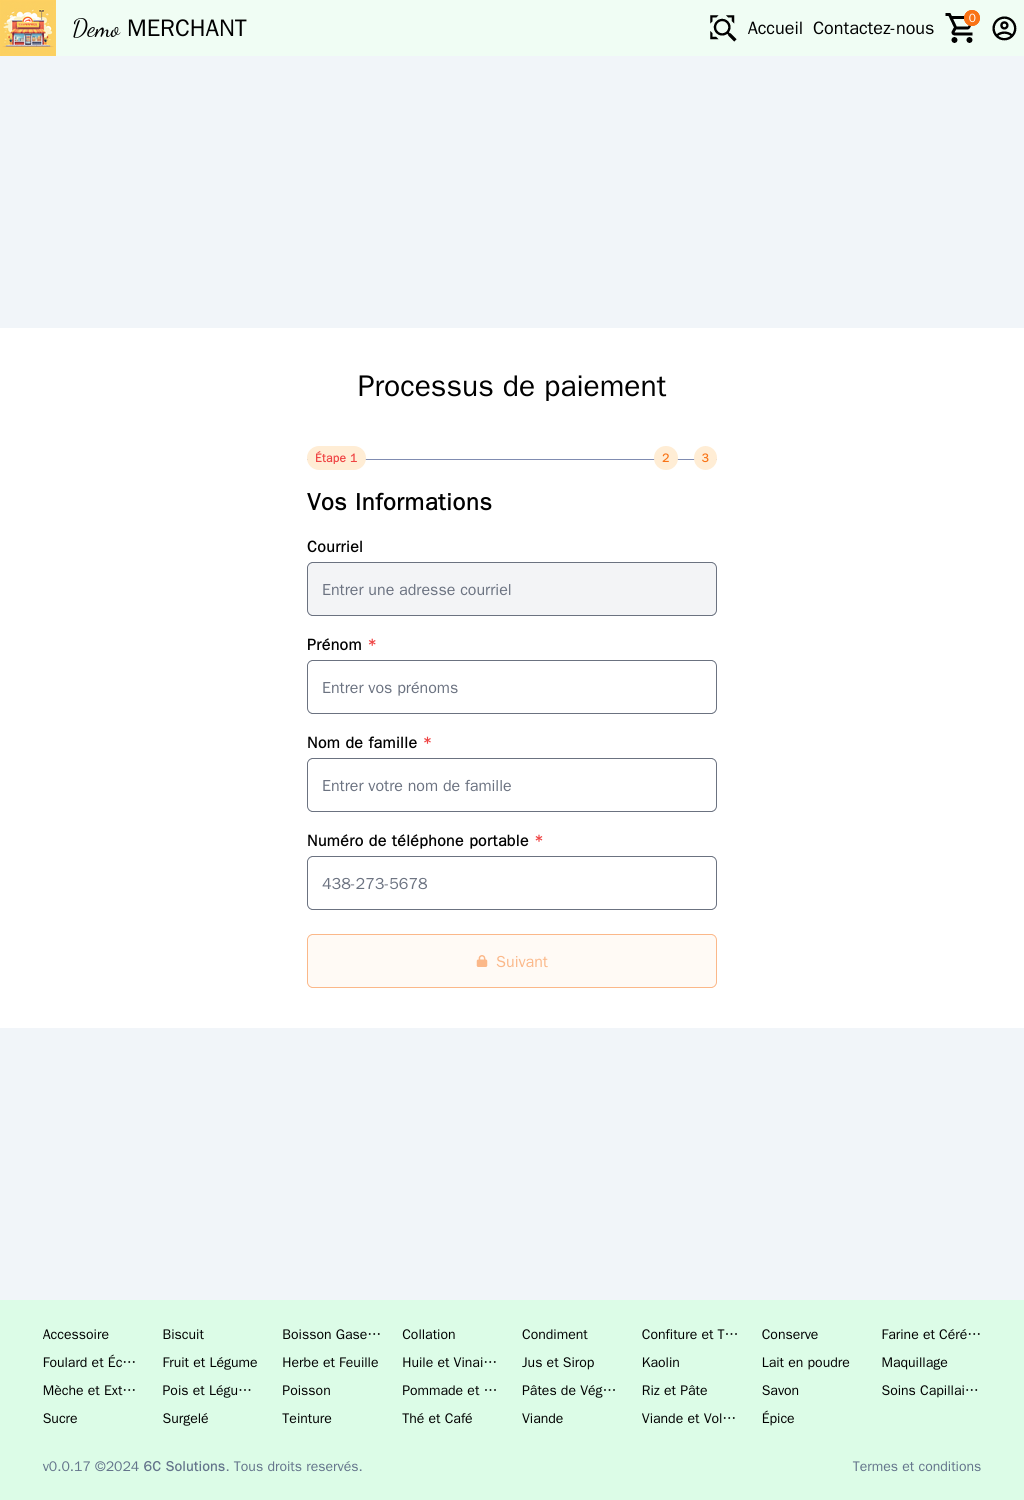 Demo MERCHANT
Accueil Contactez-nous 0
Processus de paiement
Étape 1 2 3
Vos Informations
Courriel
Entrer une adresse courriel
Prénom *
Entrer vos prénoms
Nom de famille *
Entrer votre nom de famille
Numéro de téléphone portable *
438-273-5678
Suivant
Accessoire Biscuit Boisson Gase… Collation Condiment Confiture et T… Conserve Farine et Céré…
Foulard et Éc… Fruit et Légume Herbe et Feuille Huile et Vinai… Jus et Sirop Kaolin Lait en poudre Maquillage
Mèche et Ext… Pois et Légu… Poisson Pommade et … Pâtes de Vég… Riz et Pâte Savon Soins Capillai…
Sucre Surgelé Teinture Thé et Café Viande Viande et Vol… Épice
v0.0.17 ©2024 6C Solutions. Tous droits reservés. Termes et conditions